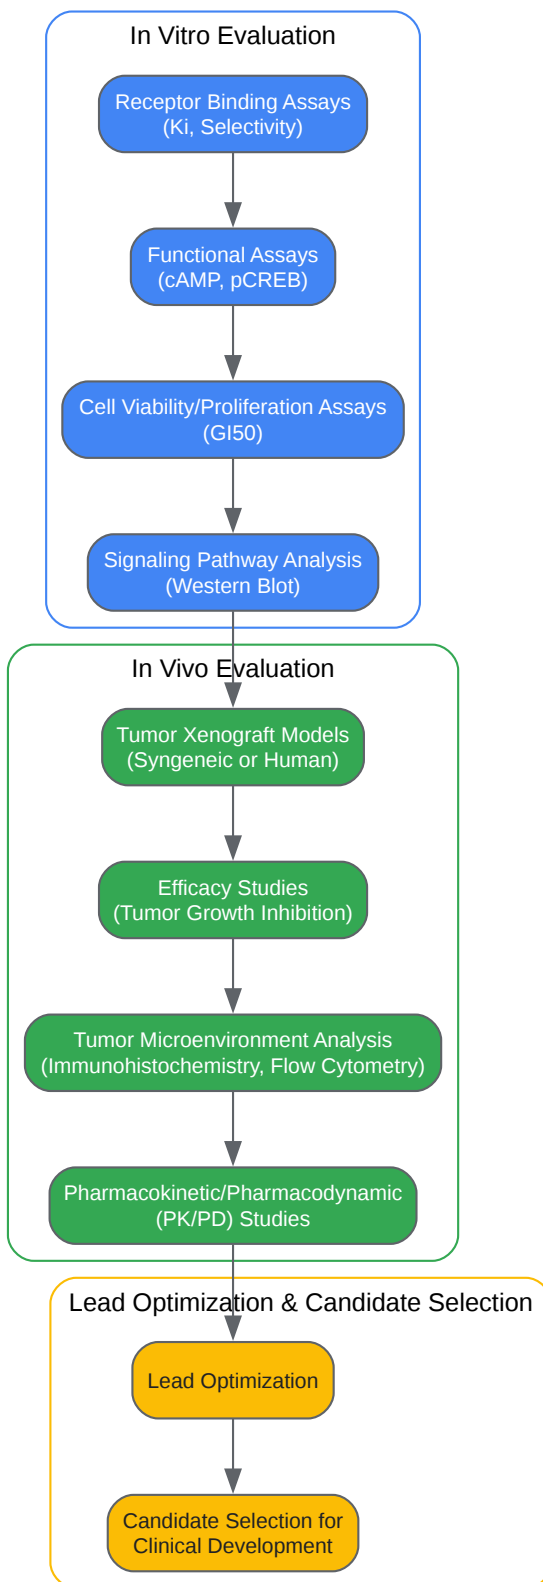 In Vitro Evaluation
Receptor Binding Assays
(Ki, Selectivity)
Functional Assays
(cAMP, pCREB)
Cell Viability/Proliferation Assays
(GI50)
Signaling Pathway Analysis
(Western Blot)
In Vivo Evaluation
Tumor Xenograft Models
(Syngeneic or Human)
Efficacy Studies
(Tumor Growth Inhibition)
Tumor Microenvironment Analysis
(Immunohistochemistry, Flow Cytometry)
Pharmacokinetic/Pharmacodynamic
(PK/PD) Studies
Lead Optimization & Candidate Selection
Lead Optimization
Candidate Selection for
Clinical Development